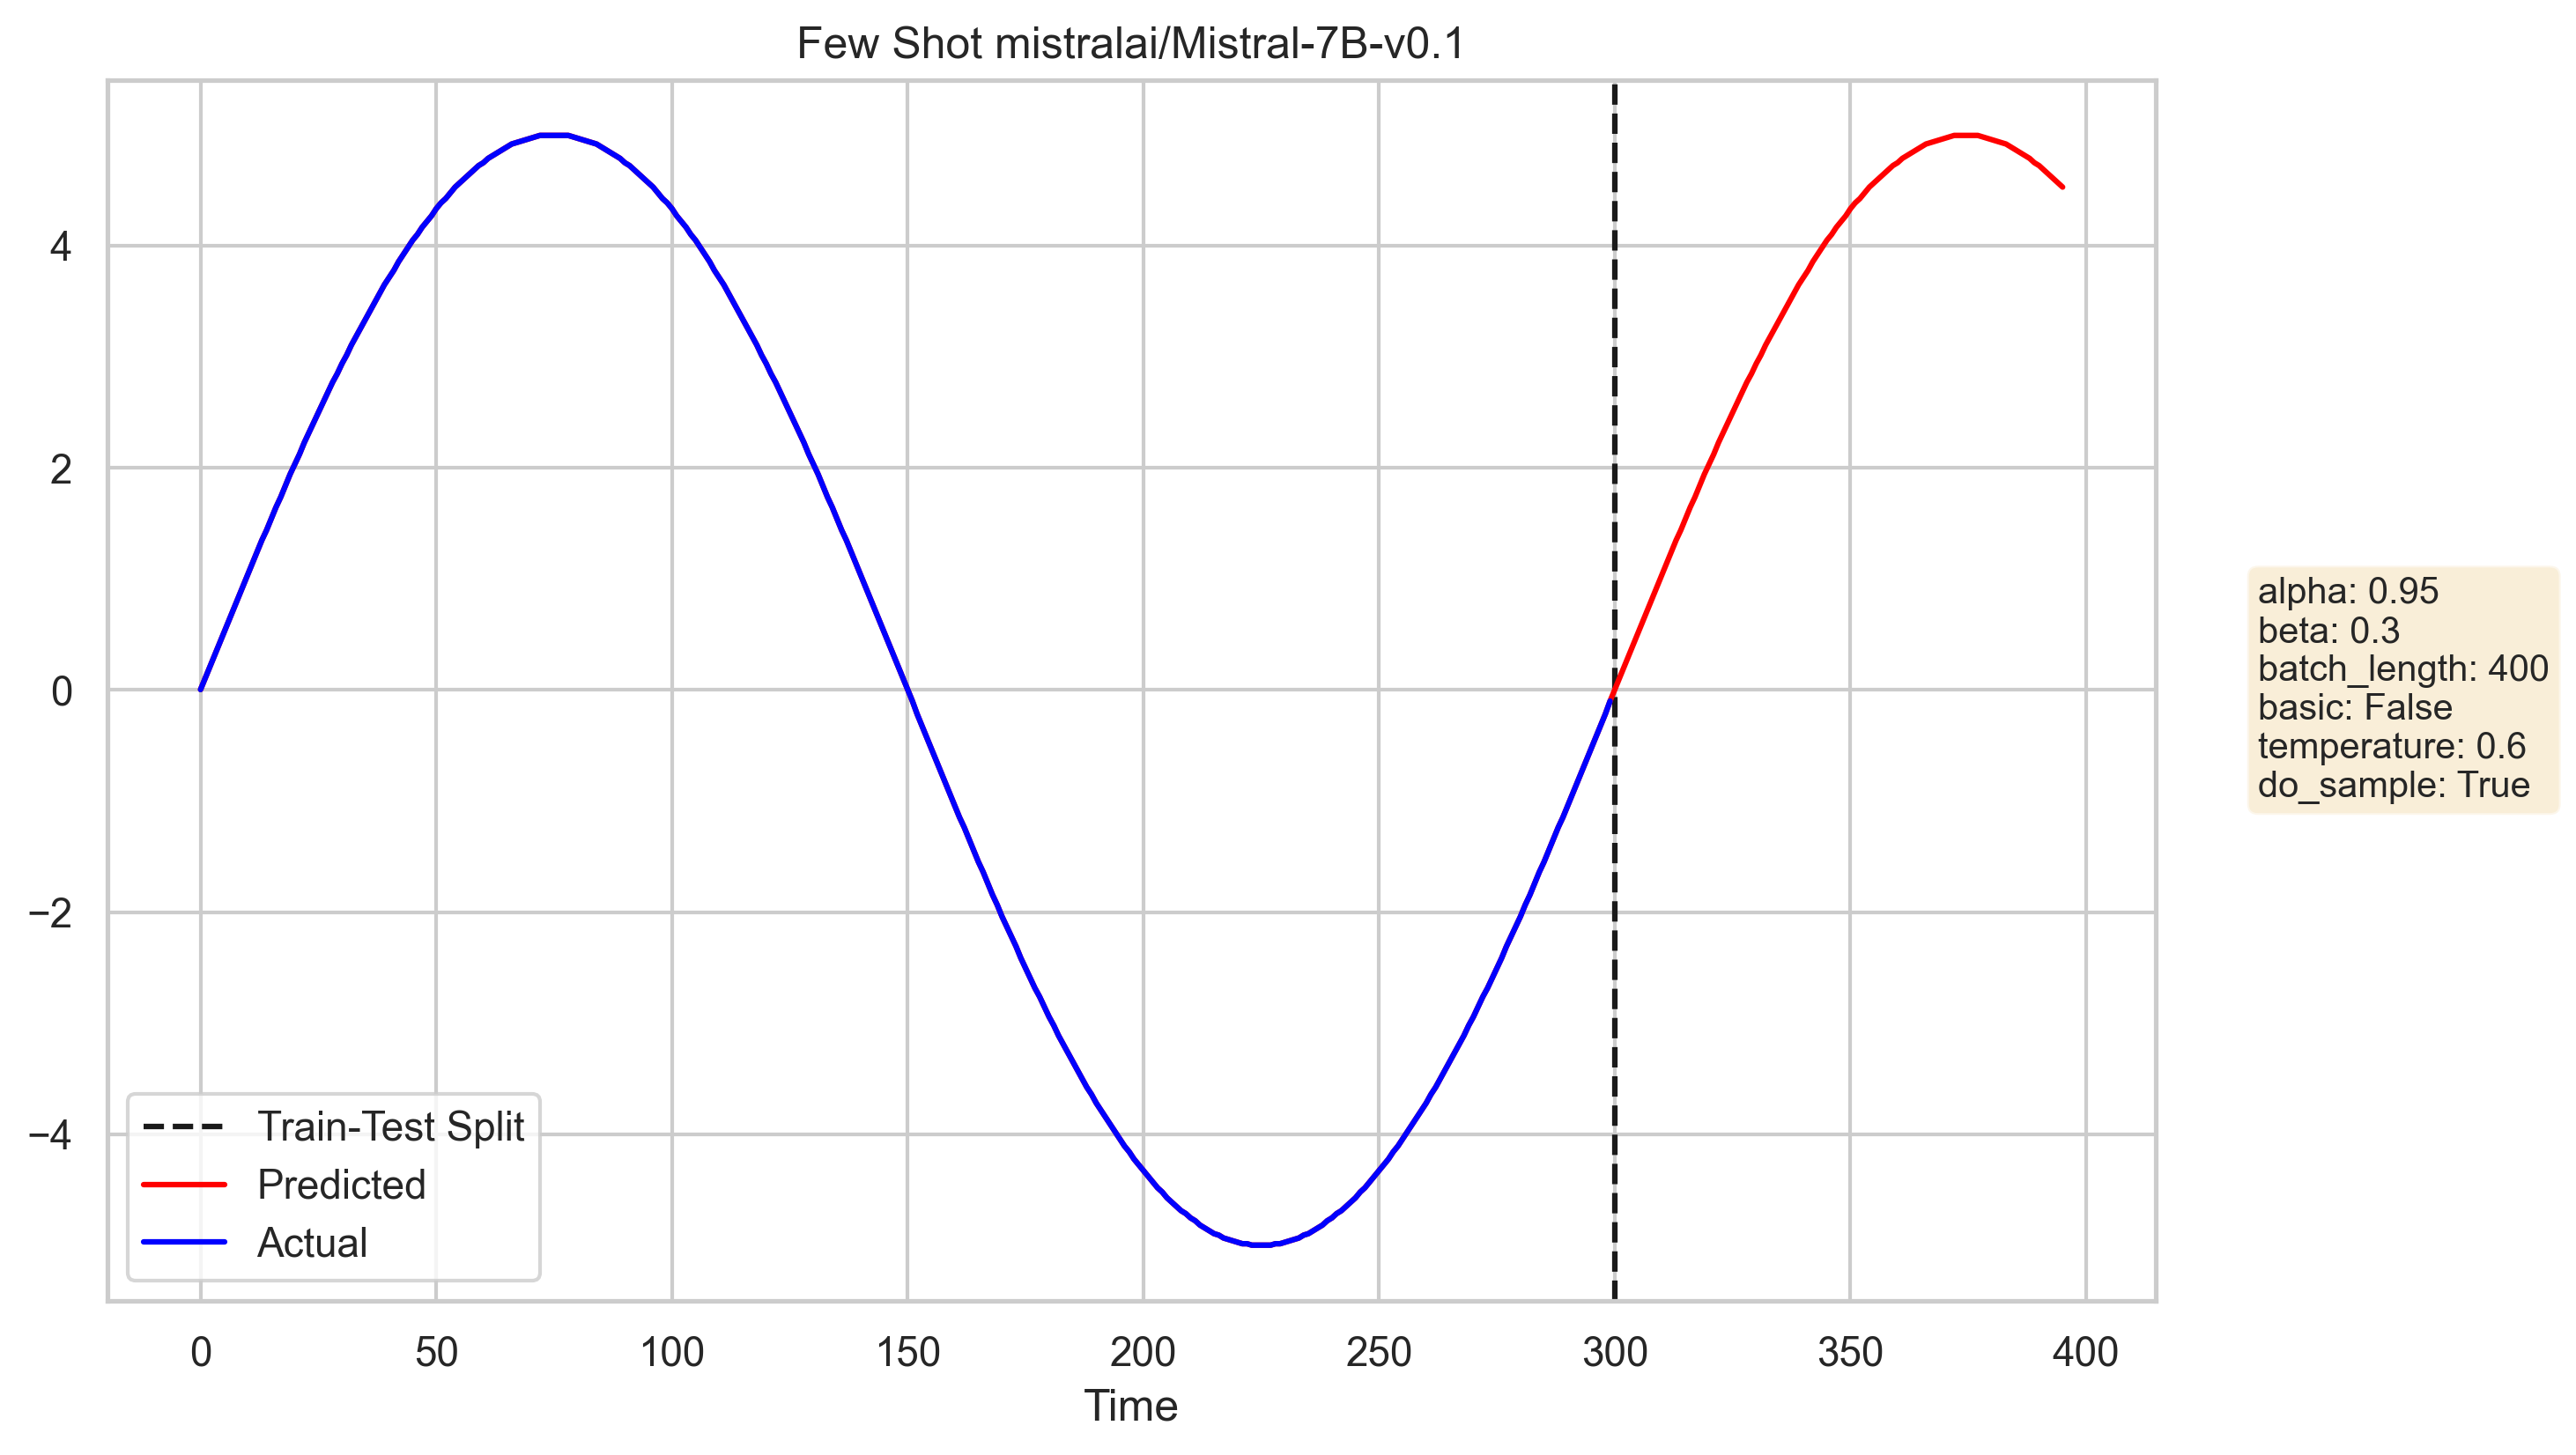 Few Shot mistralai/Mistral-7B-v0.1
4
2
0
−2
−4
0 50 100 150 200 250 300 350 400
Time
Train-Test Split
Predicted
Actual
alpha: 0.95
beta: 0.3
batch_length: 400
basic: False
temperature: 0.6
do_sample: True